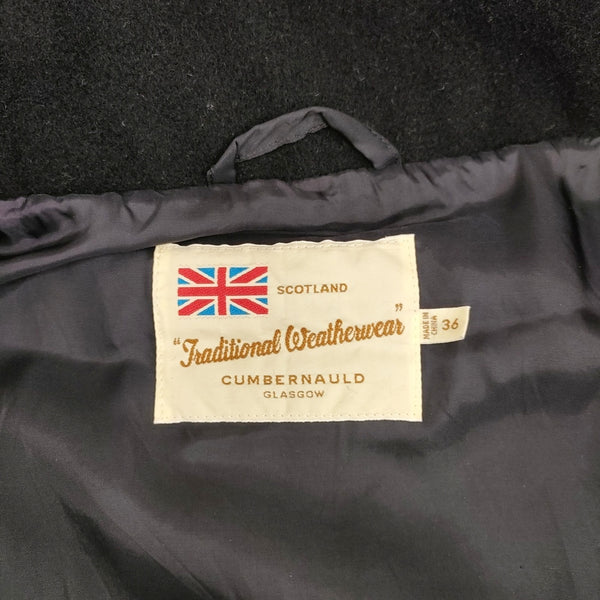 SCOTLAND
"Traditional Weatherwear"
CUMBERNAULD
GLASGOW
MADE IN
CHINA
36